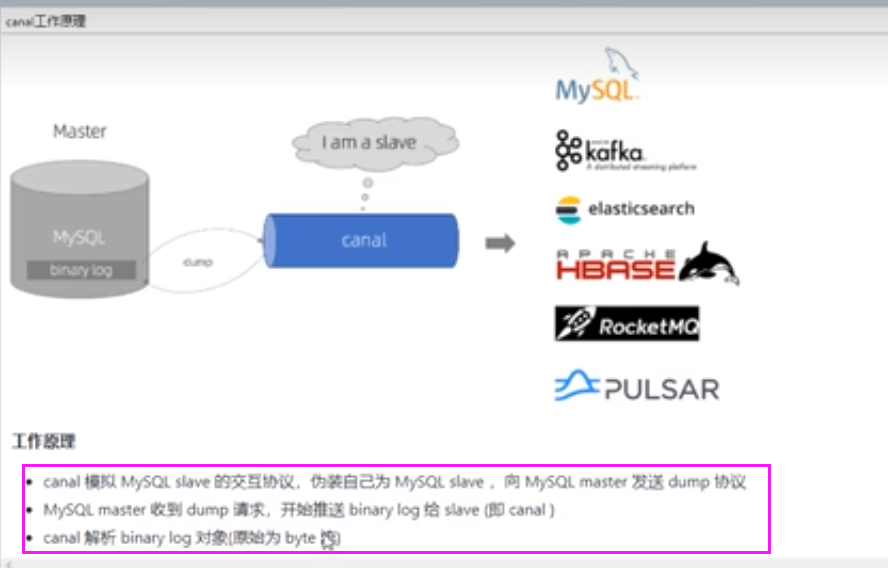 canal工作原理
MySQL
Master
kafka
A distributed streaming platform
I am a slave
elasticsearch
MySQL
canal
binary log
dump
APACHE
HBASE
RocketMQ
PULSAR
工作原理
canal 模拟 MySQL slave 的交互协议，伪装自己为 MySQL slave ，向 MySQL master 发送 dump 协议
MySQL master 收到 dump 请求，开始推送 binary log 给 slave (即 canal )
canal 解析 binary log 对象(原始为 byte 流)